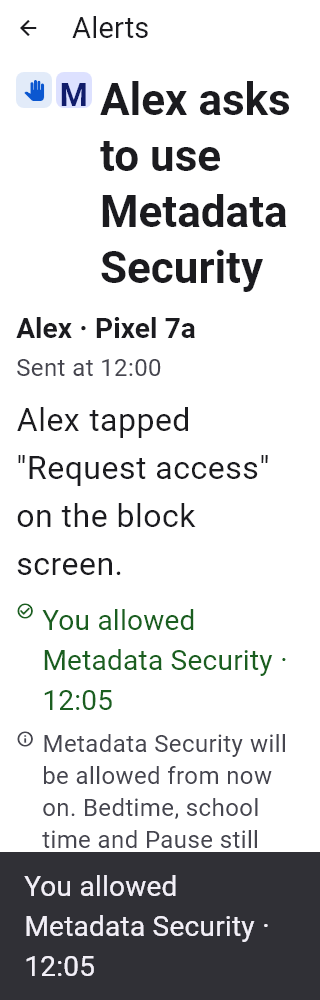 Alerts
M
Alex asks
to use
Metadata
Security
Alex · Pixel 7a
Sent at 12:00
Alex tapped
"Request access"
on the block
screen.
You allowed
Metadata Security ·
12:05
Metadata Security will
be allowed from now
on. Bedtime, school
time and Pause still
You allowed
Metadata Security ·
12:05